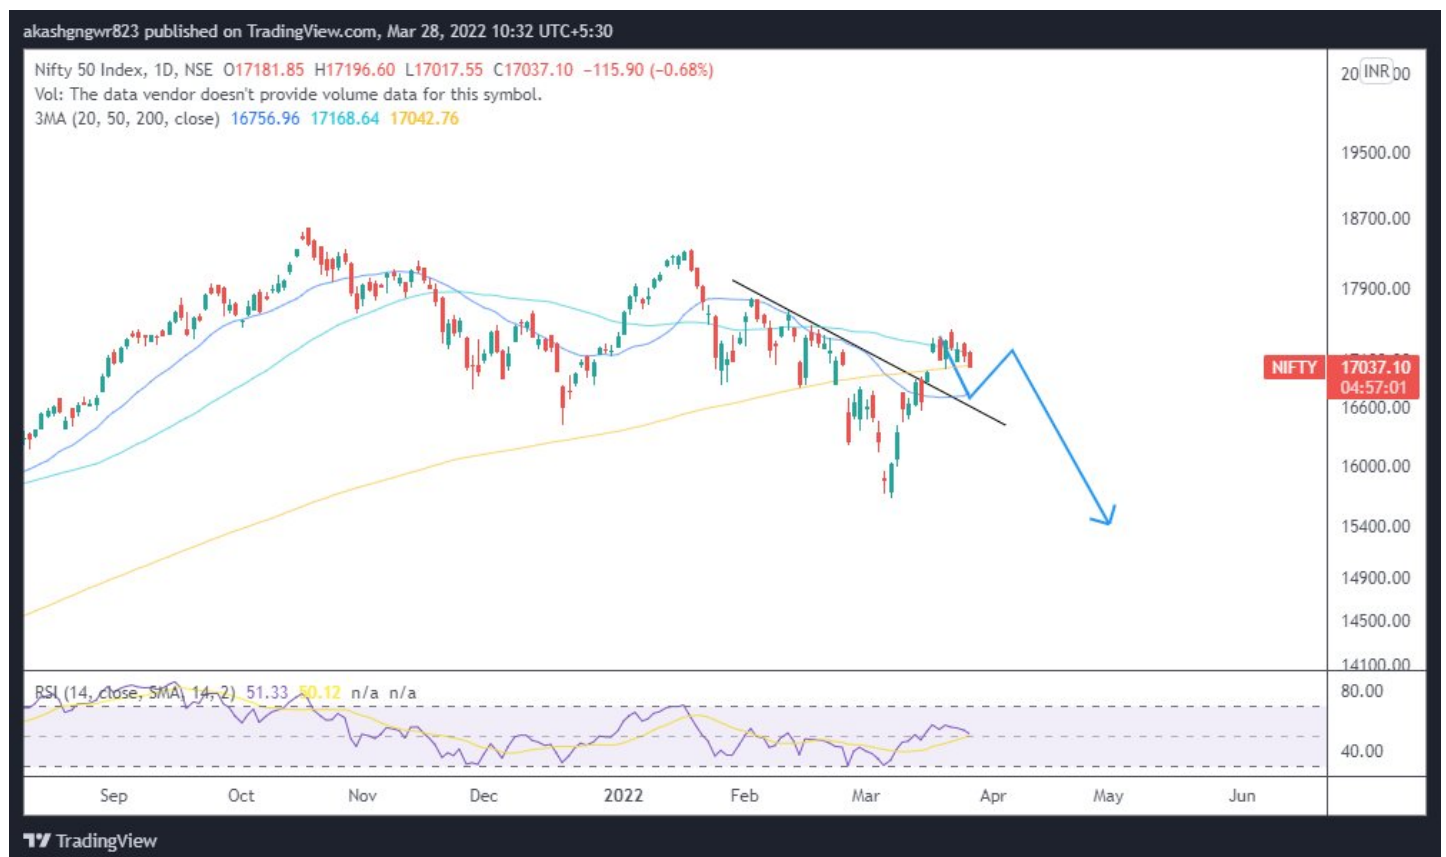 akashgngwr823 published on TradingView.com, Mar 28, 2022 10:32 UTC+5:30
Nifty 50 Index, 1D, NSE O17181.85 H17196.60 L17017.55 C17037.10 −115.90 (−0.68%)
Vol: The data vendor doesn't provide volume data for this symbol.
3MA (20, 50, 200, close) 16756.96 17168.64 17042.76
INR
19500.00
18700.00
17900.00
NIFTY 17037.10
04:57:01
16600.00
16000.00
15400.00
14900.00
14500.00
14100.00
RSI (14, close, SMA, 14, 2) 51.33 50.12 n/a n/a
80.00
40.00
Sep Oct Nov Dec 2022 Feb Mar Apr May Jun
TradingView